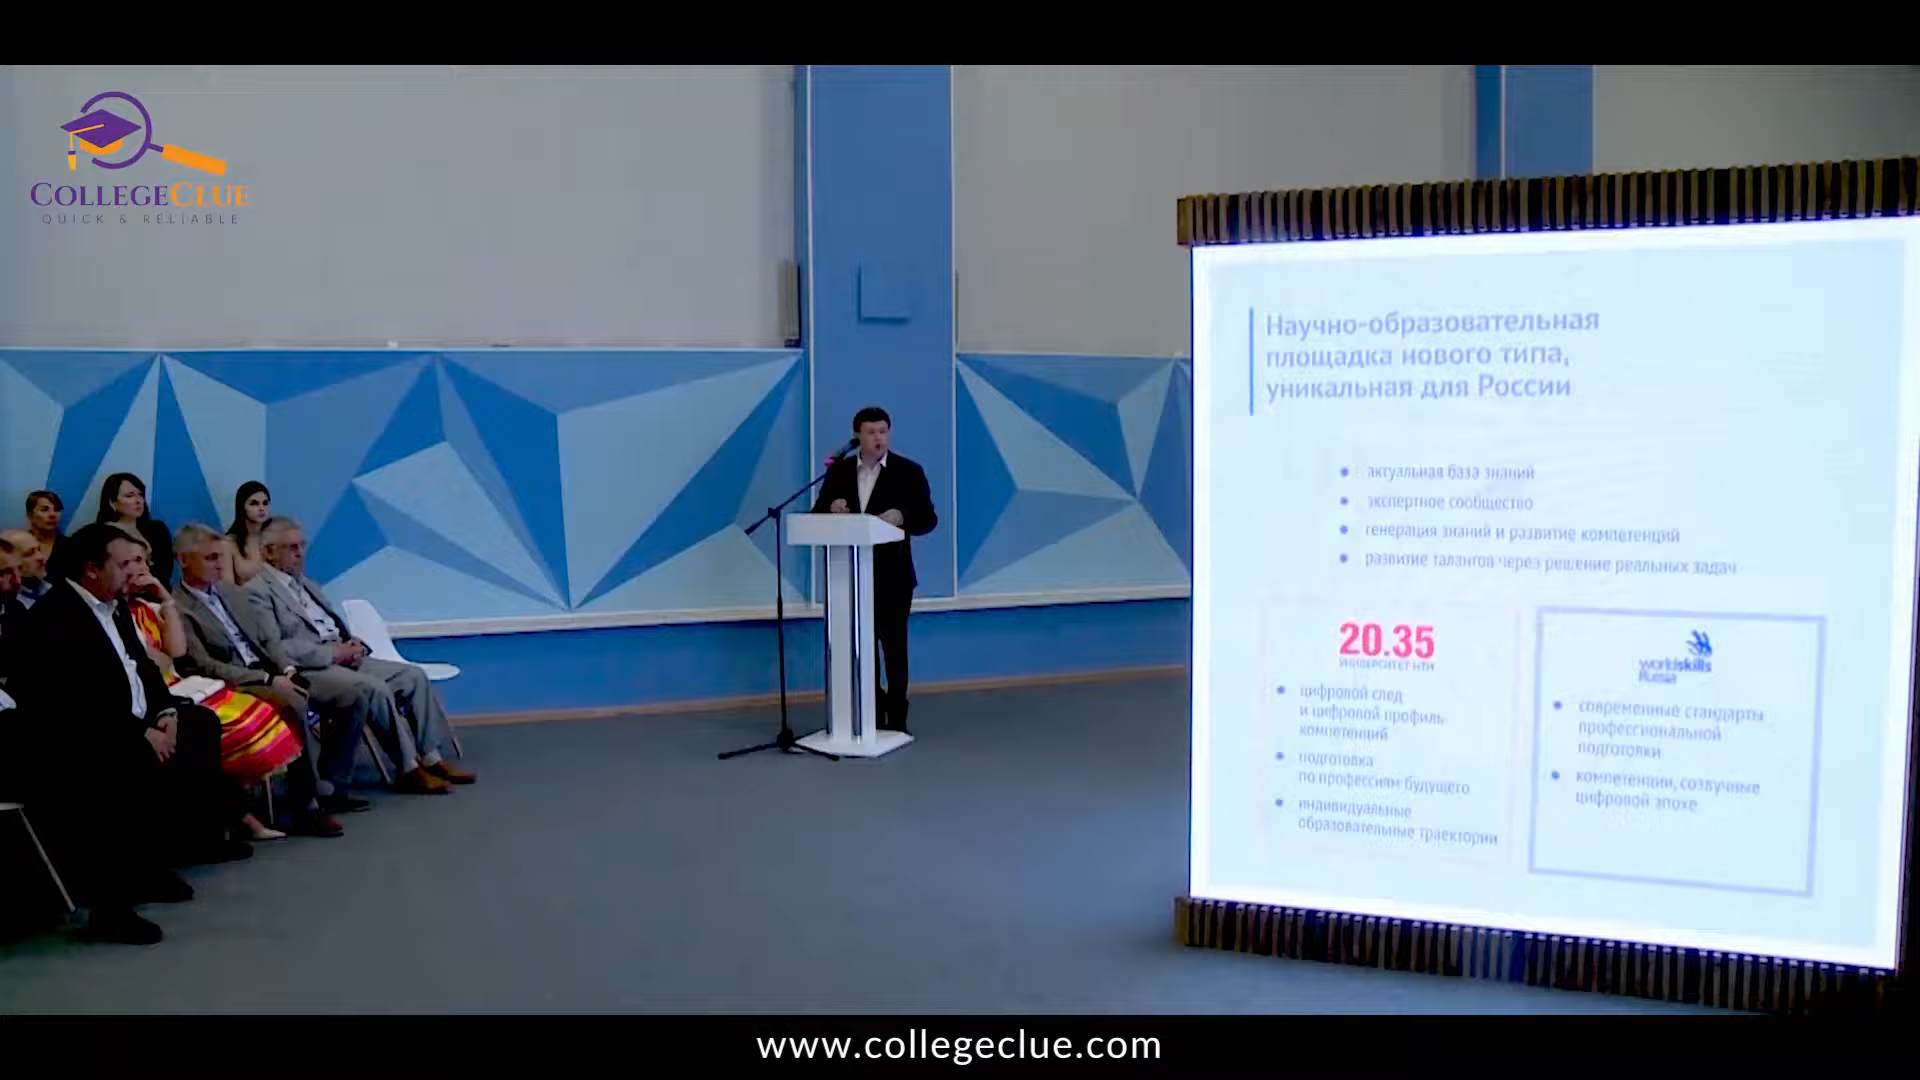 COLLEGECLUE
QUICK & RELIABLE
Научно-образовательная
площадка нового типа,
уникальная для России
актуальная база знаний
экспертное сообщество
генерация знаний и развитие компетенций
развитие талантов через решение реальных задач
20.35
УНИВЕРСИТЕТ НТИ
цифровой след
и цифровой профиль
компетенций
подготовка
по профессиям будущего
индивидуальные
образовательные траектории
worldskills
Russia
современные стандарты
профессиональной
подготовки
компетенции, созвучные
цифровой эпохе
www.collegeclue.com